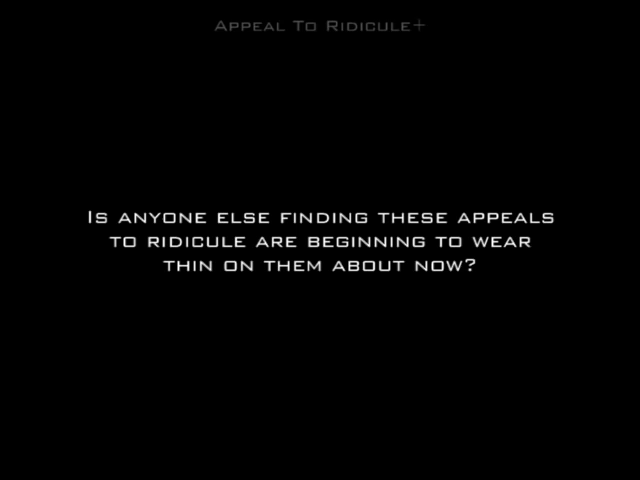 Appeal To Ridicule+
Is anyone else finding these appeals
to ridicule are beginning to wear
thin on them about now?